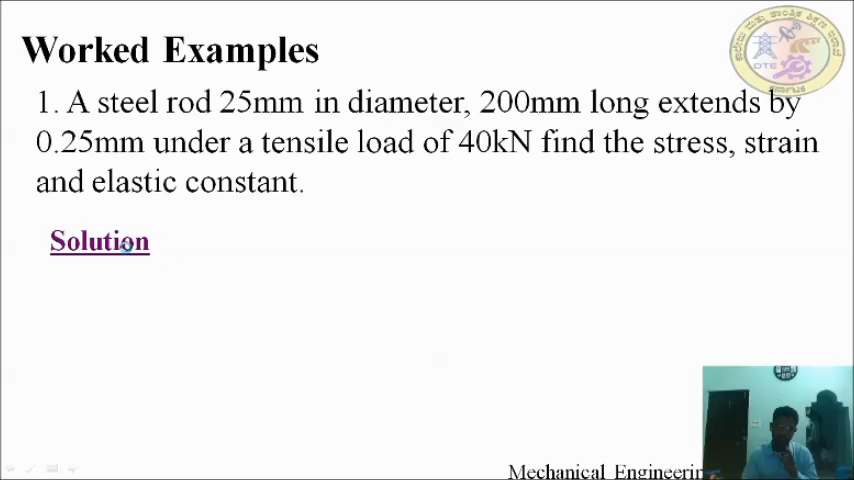 Worked Examples
1. A steel rod 25mm in diameter, 200mm long extends by
0.25mm under a tensile load of 40kN find the stress, strain
and elastic constant.
Solution
DTE
Mechanical Engineerin